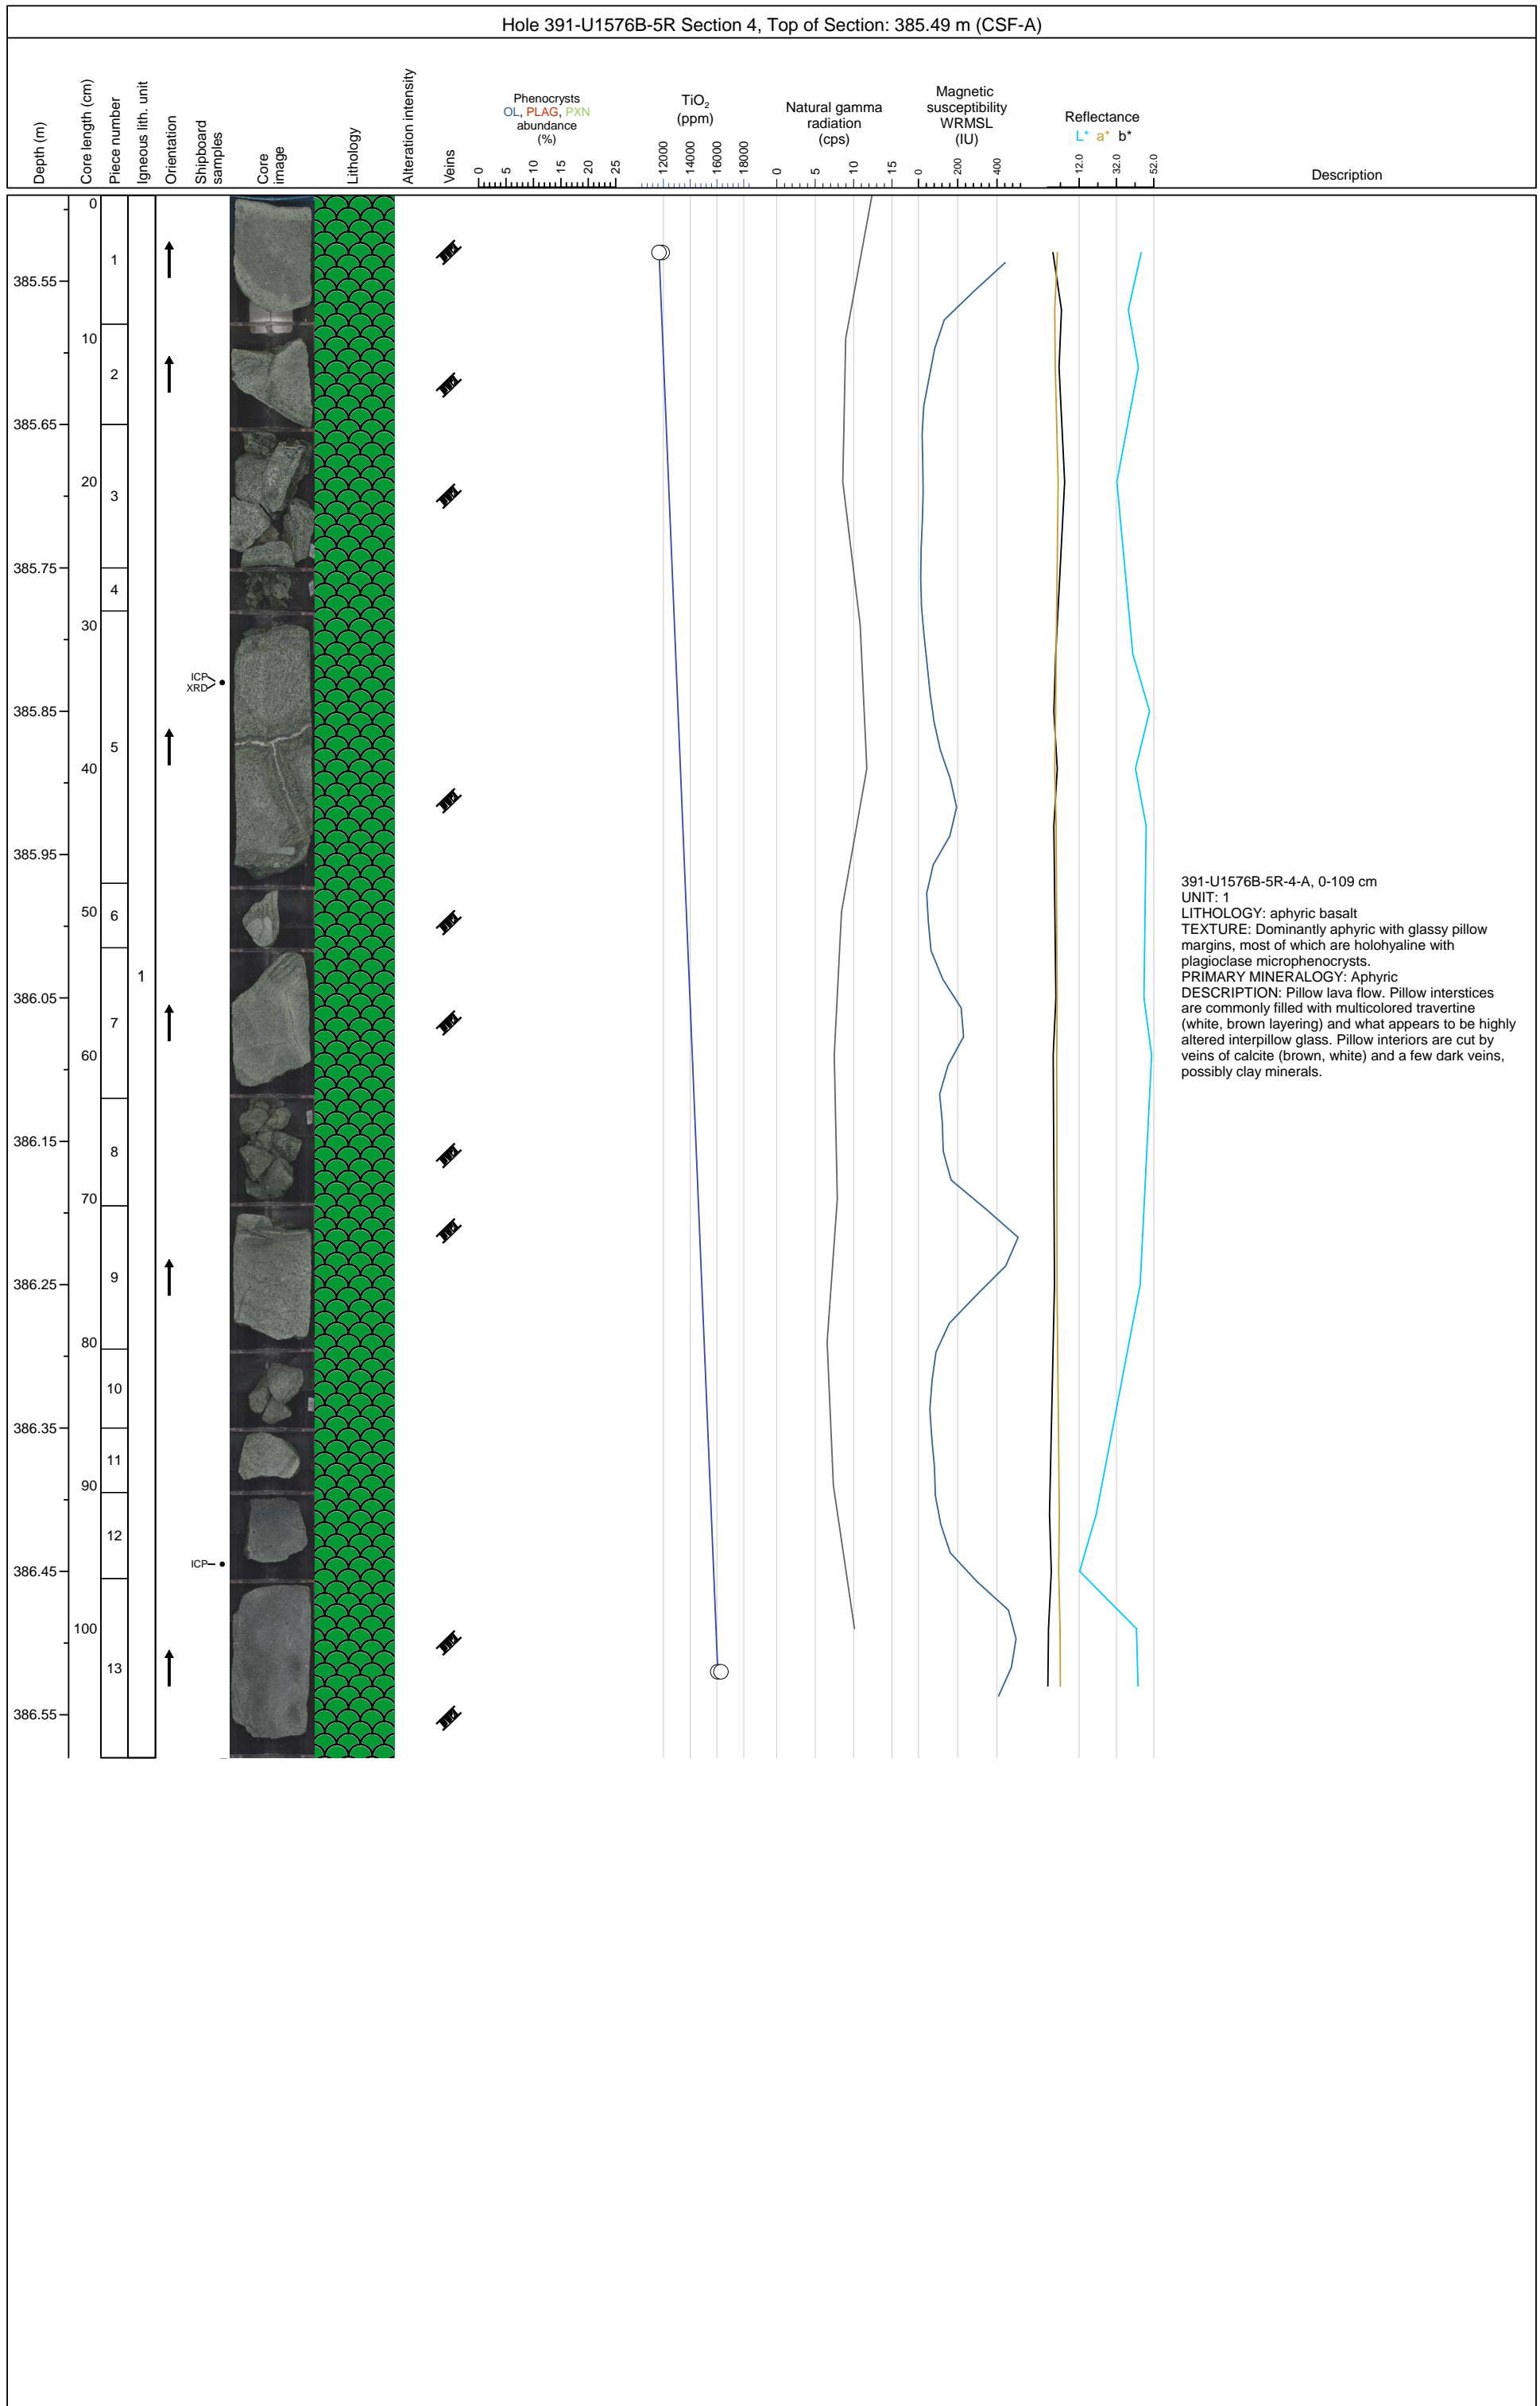 Hole 391-U1576B-5R Section 4, Top of Section: 385.49 m (CSF-A)
Depth (m)
Core length (cm)
Piece number
Igneous lith. unit
Orientation
Shipboard
samples
Core
image
Lithology
Alteration intensity
Veins
Phenocrysts
OL, PLAG, PXN
abundance
(%)
0 5 10 15 20 25
TiO₂
(ppm)
12000 14000 16000 18000
Natural gamma
radiation
(cps)
0 5 10 15
Magnetic
susceptibility
WRMSL
(IU)
0 200 400
Reflectance
L* a* b*
12.0 32.0 52.0
Description
0
1
385.55
10
2
385.65
20
3
385.75
4
30
ICP
XRD
385.85
5
40
385.95
50
6
1
386.05
7
60
386.15
8
70
386.25
9
80
10
386.35
11
90
12
ICP
386.45
100
13
386.55
391-U1576B-5R-4-A, 0-109 cm
UNIT: 1
LITHOLOGY: aphyric basalt
TEXTURE: Dominantly aphyric with glassy pillow
margins, most of which are holohyaline with
plagioclase microphenocrysts.
PRIMARY MINERALOGY: Aphyric
DESCRIPTION: Pillow lava flow. Pillow interstices
are commonly filled with multicolored travertine
(white, brown layering) and what appears to be highly
altered interpillow glass. Pillow interiors are cut by
veins of calcite (brown, white) and a few dark veins,
possibly clay minerals.